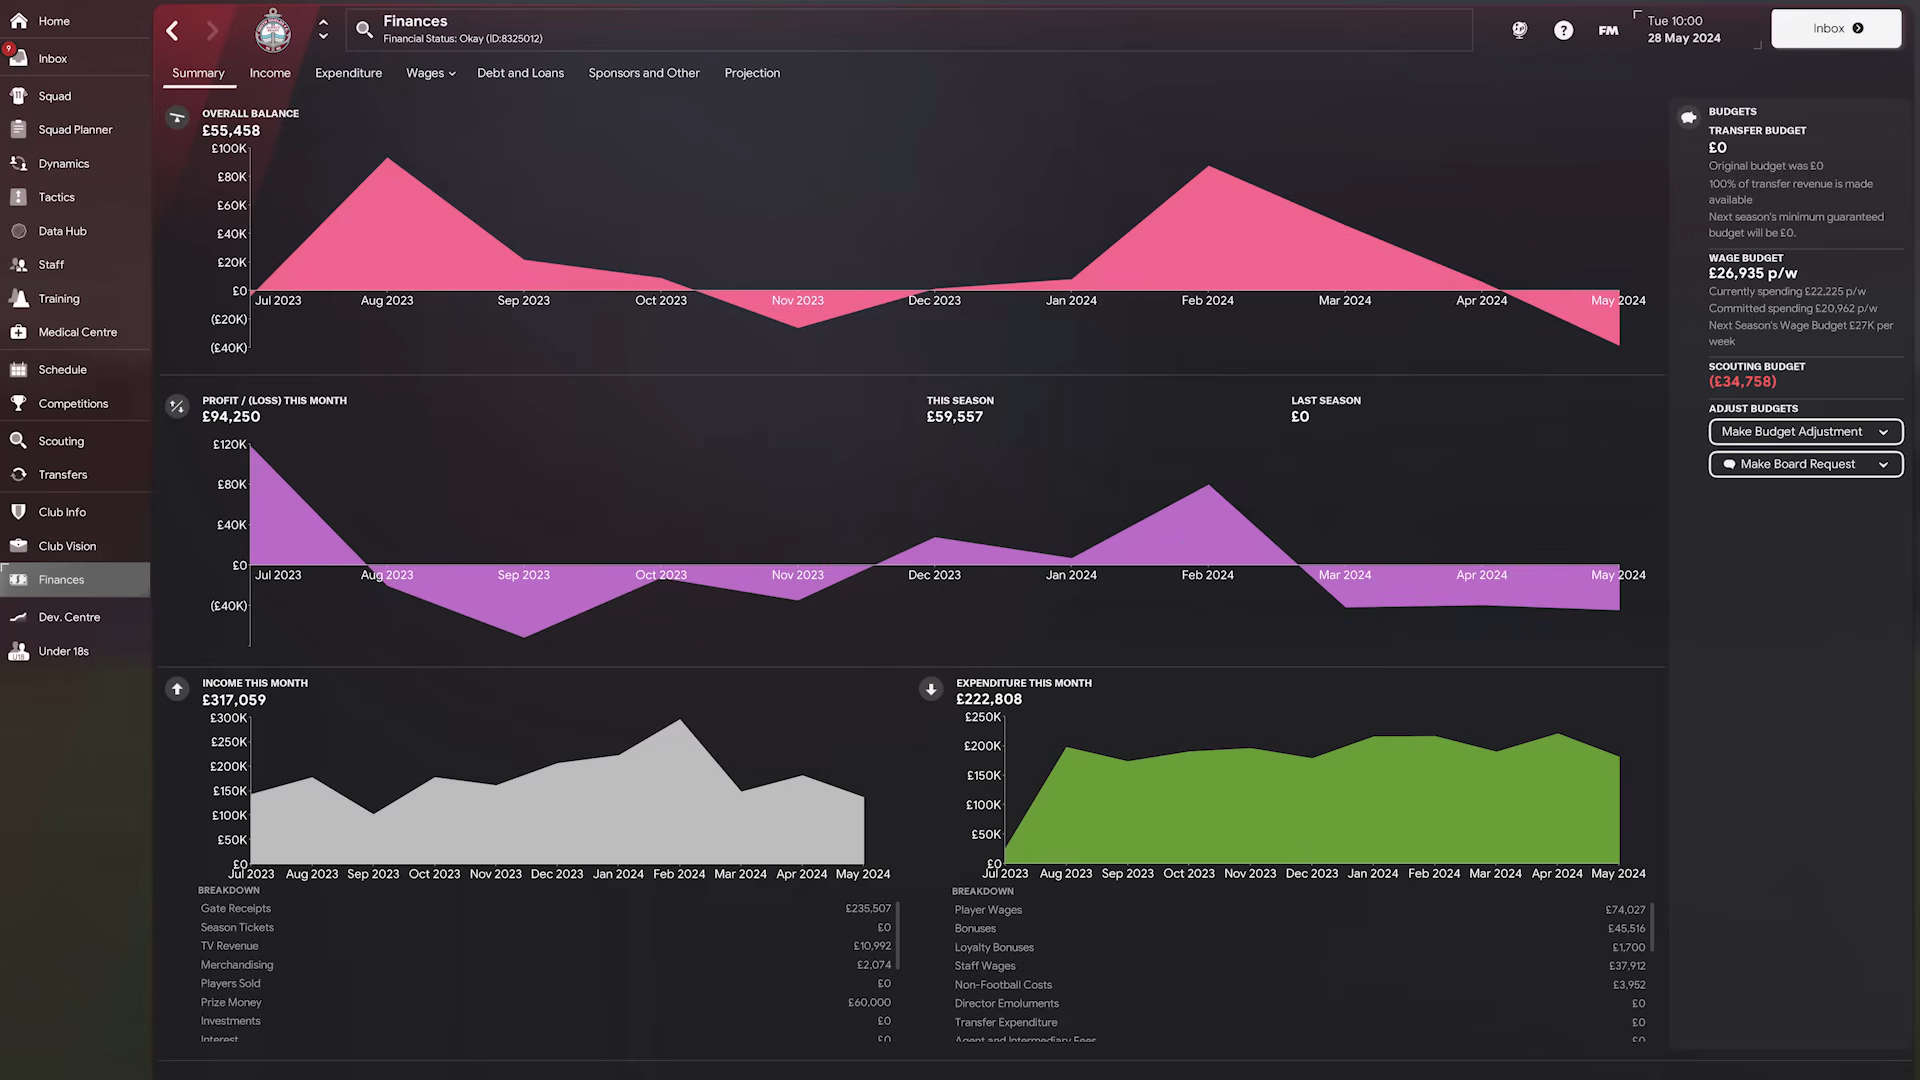 Home
9
Inbox
Squad
Squad Planner
Dynamics
Tactics
Data Hub
Staff
Training
Medical Centre
Schedule
Competitions
Scouting
Transfers
Club Info
Club Vision
Finances
Dev. Centre
U18
Under 18s
Finances
Financial Status: Okay (ID:8325012)
FM
Tue 10:00
28 May 2024
Inbox
Summary
Income
Expenditure
Wages
Debt and Loans
Sponsors and Other
Projection
OVERALL BALANCE
£55,458
£100K
£80K
£60K
£40K
£20K
£0
(£20K)
(£40K)
Jul 2023 Aug 2023 Sep 2023 Oct 2023 Nov 2023 Dec 2023 Jan 2024 Feb 2024 Mar 2024 Apr 2024 May 2024
PROFIT / (LOSS) THIS MONTH
£94,250
THIS SEASON
£59,557
LAST SEASON
£0
£120K
£80K
£40K
£0
(£40K)
Jul 2023 Aug 2023 Sep 2023 Oct 2023 Nov 2023 Dec 2023 Jan 2024 Feb 2024 Mar 2024 Apr 2024 May 2024
INCOME THIS MONTH
£317,059
£300K
£250K
£200K
£150K
£100K
£50K
£0
Jul 2023 Aug 2023 Sep 2023 Oct 2023 Nov 2023 Dec 2023 Jan 2024 Feb 2024 Mar 2024 Apr 2024 May 2024
BREAKDOWN
Gate Receipts £235,507
Season Tickets £0
TV Revenue £10,992
Merchandising £2,074
Players Sold £0
Prize Money £60,000
Investments £0
Interest £0
EXPENDITURE THIS MONTH
£222,808
£250K
£200K
£150K
£100K
£50K
£0
Jul 2023 Aug 2023 Sep 2023 Oct 2023 Nov 2023 Dec 2023 Jan 2024 Feb 2024 Mar 2024 Apr 2024 May 2024
BREAKDOWN
Player Wages £74,027
Bonuses £45,516
Loyalty Bonuses £1,700
Staff Wages £37,912
Non-Football Costs £3,952
Director Emoluments £0
Transfer Expenditure £0
Agent and Intermediary Fees £0
BUDGETS
TRANSFER BUDGET
£0
Original budget was £0
100% of transfer revenue is made
available
Next season's minimum guaranteed
budget will be £0.
WAGE BUDGET
£26,935 p/w
Currently spending £22,225 p/w
Committed spending £20,962 p/w
Next Season's Wage Budget £27K per
week
SCOUTING BUDGET
(£34,758)
ADJUST BUDGETS
Make Budget Adjustment
Make Board Request